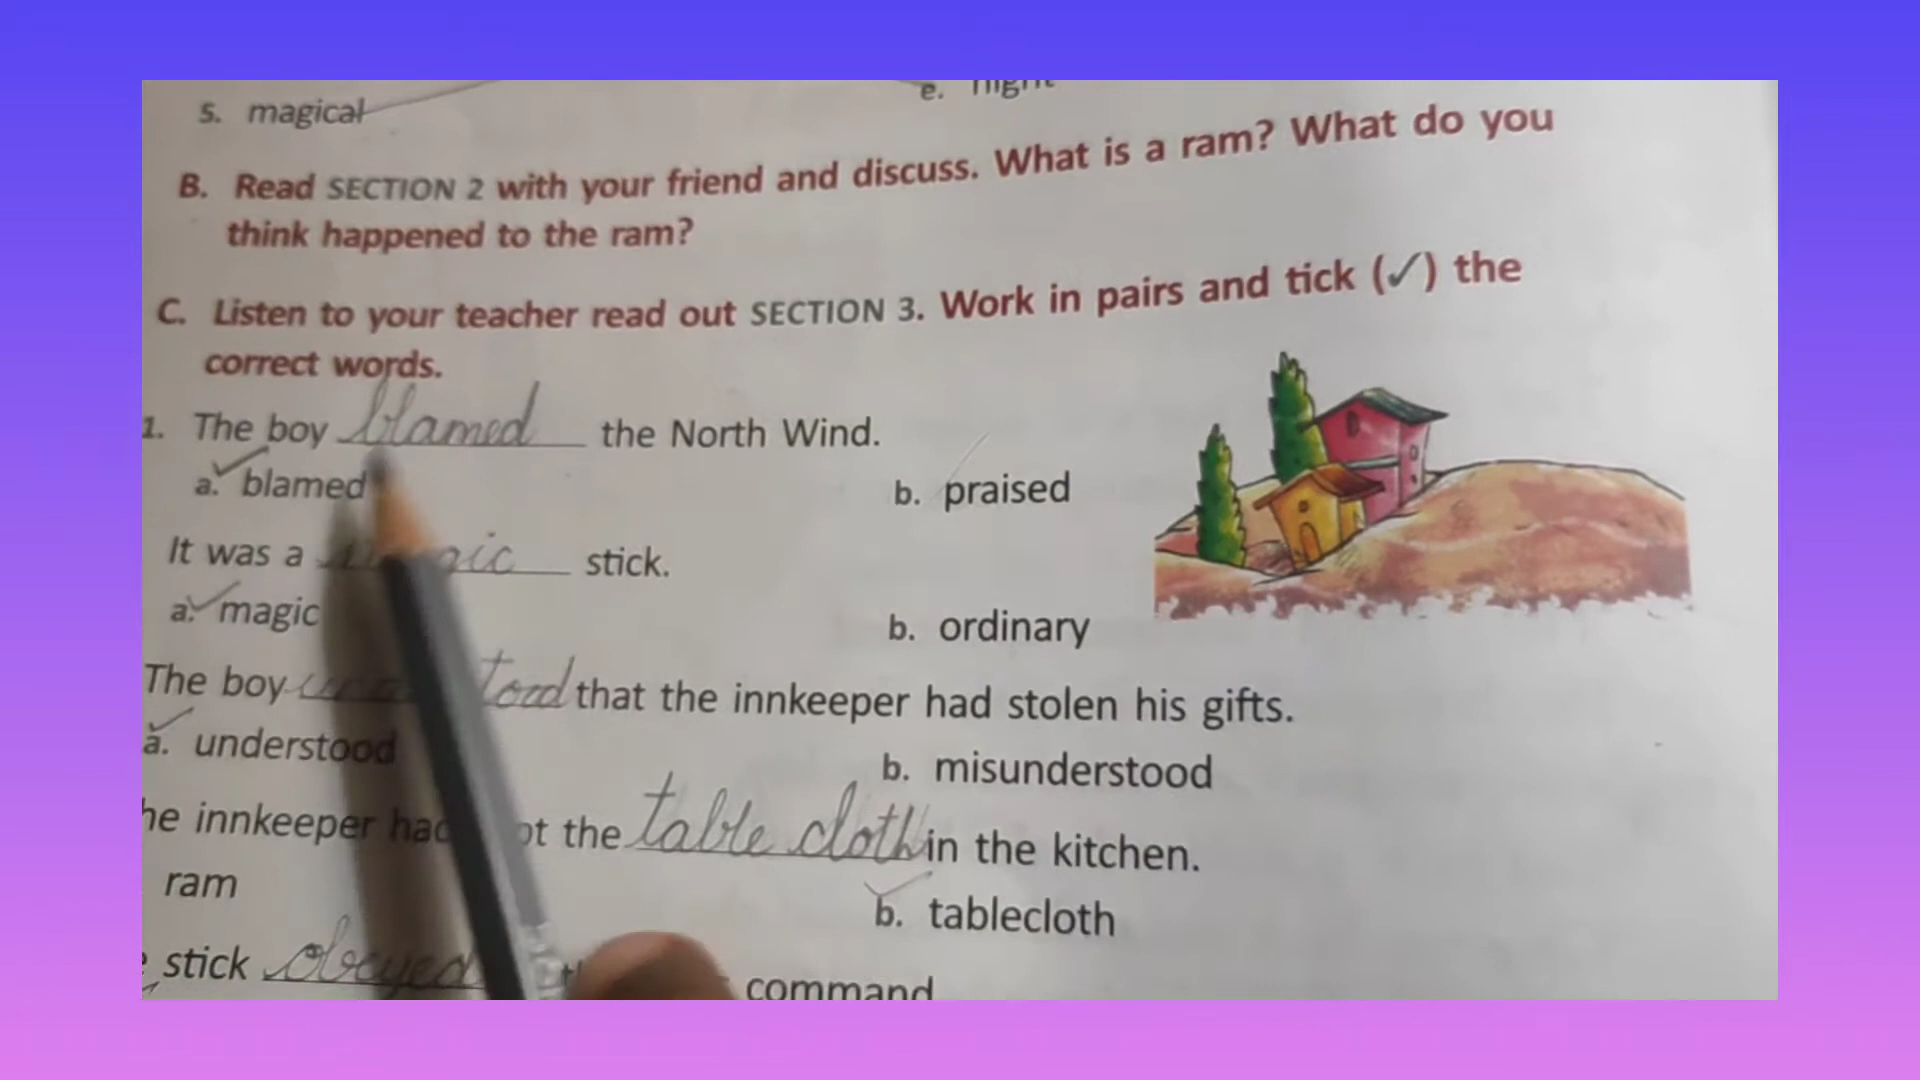 5. magical
e. night
B. Read SECTION 2 with your friend and discuss. What is a ram? What do you
think happened to the ram?
C. Listen to your teacher read out SECTION 3. Work in pairs and tick (✓) the
correct words.
1. The boy blamed the North Wind.
a. blamed b. praised
It was a magic stick.
a. magic b. ordinary
The boy understood that the innkeeper had stolen his gifts.
a. understood b. misunderstood
innkeeper the table cloth in the kitchen.
ram b. tablecloth
stick obeyed command